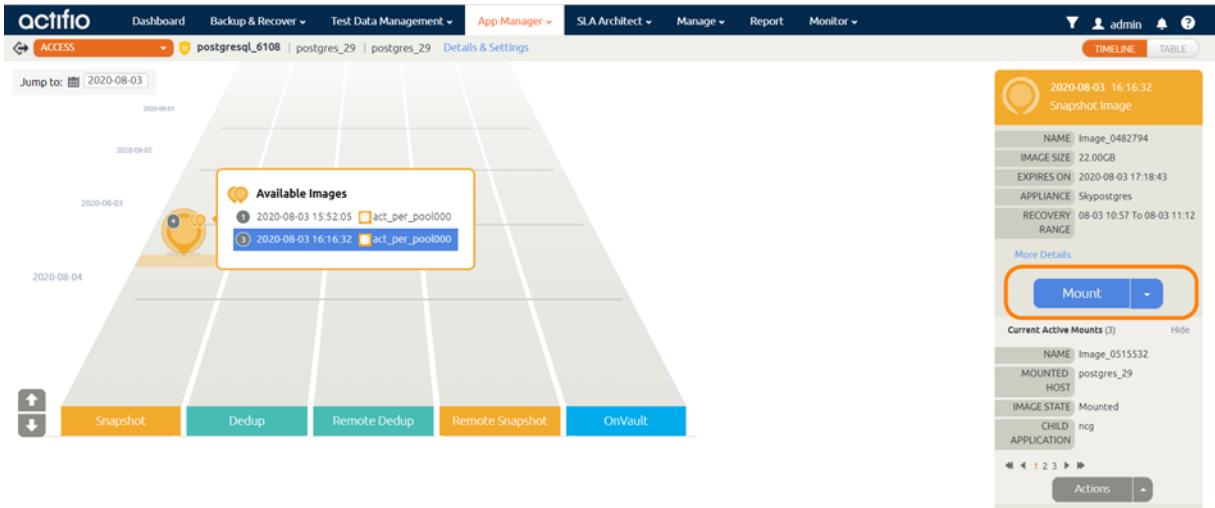 actifio Dashboard Backup & Recover Test Data Management App Manager SLA Architect Manage Report Monitor admin
ACCESS postgresql_6108 | postgres_29 | postgres_29 Details & Settings TIMELINE TABLE
Jump to: 2020-08-03
2020-08-01
2020-08-02
2020-08-03
2020-08-04
4
Available Images
1 2020-08-03 15:52:05 act_per_pool000
3 2020-08-03 16:16:32 act_per_pool000
Snapshot Dedup Remote Dedup Remote Snapshot OnVault
2020-08-03 16:16:32
Snapshot Image
NAME Image_0482794
IMAGE SIZE 22.00GB
EXPIRES ON 2020-08-03 17:18:43
APPLIANCE Skypostgres
RECOVERY 08-03 10:57 To 08-03 11:12
RANGE
More Details
Mount
Current Active Mounts (3) Hide
NAME Image_0515532
MOUNTED postgres_29
HOST
IMAGE STATE Mounted
CHILD ncg
APPLICATION
1 2 3
Actions